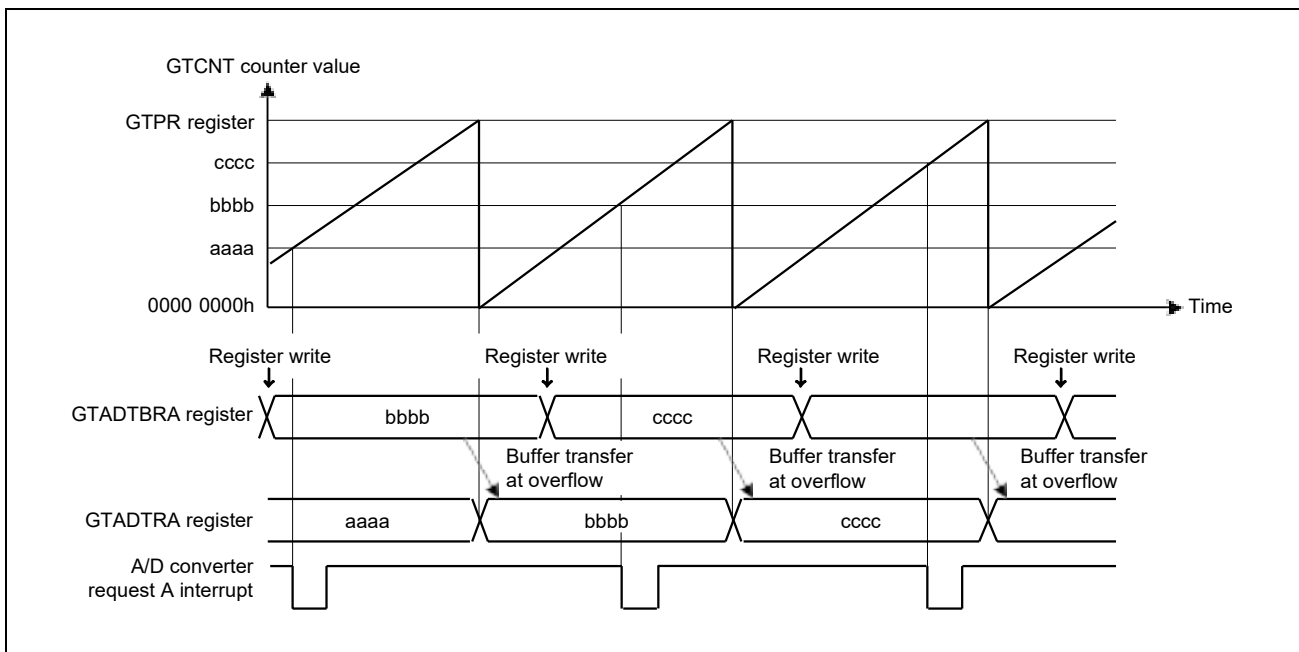 GTCNT counter value
GTPR register
cccc
bbbb
aaaa
0000 0000h
Time
Register write
Register write
Register write
Register write
GTADTBRA register
bbbb
cccc
Buffer transfer
at overflow
Buffer transfer
at overflow
Buffer transfer
at overflow
GTADTRA register
aaaa
bbbb
cccc
A/D converter
request A interrupt